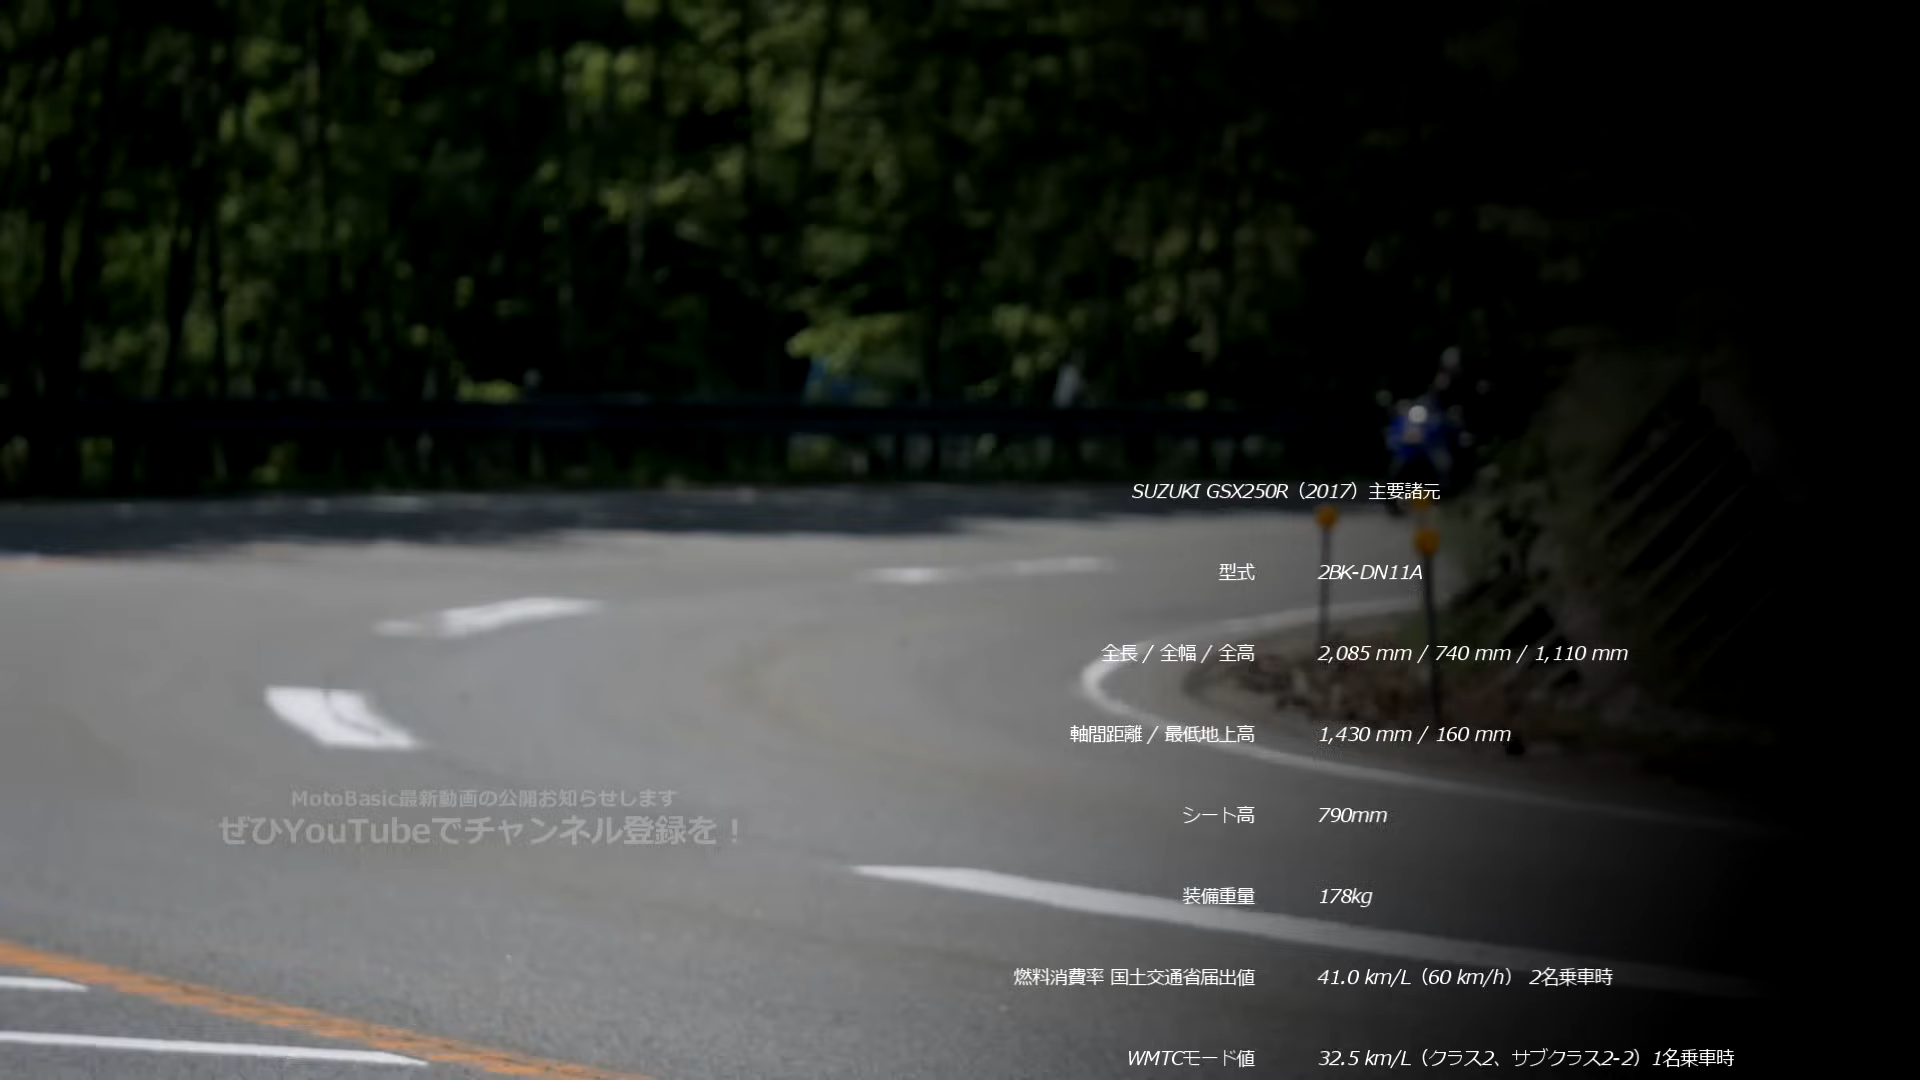 SUZUKI GSX250R（2017）主要諸元
型式 2BK-DN11A
全長 / 全幅 / 全高 2,085 mm / 740 mm / 1,110 mm
軸間距離 / 最低地上高 1,430 mm / 160 mm
シート高 790mm
MotoBasic最新動画の公開お知らせします
ぜひYouTubeでチャンネル登録を！
装備重量 178kg
燃料消費率 国土交通省届出値 41.0 km/L（60 km/h） 2名乗車時
WMTCモード値 32.5 km/L（クラス2、サブクラス2-2）1名乗車時